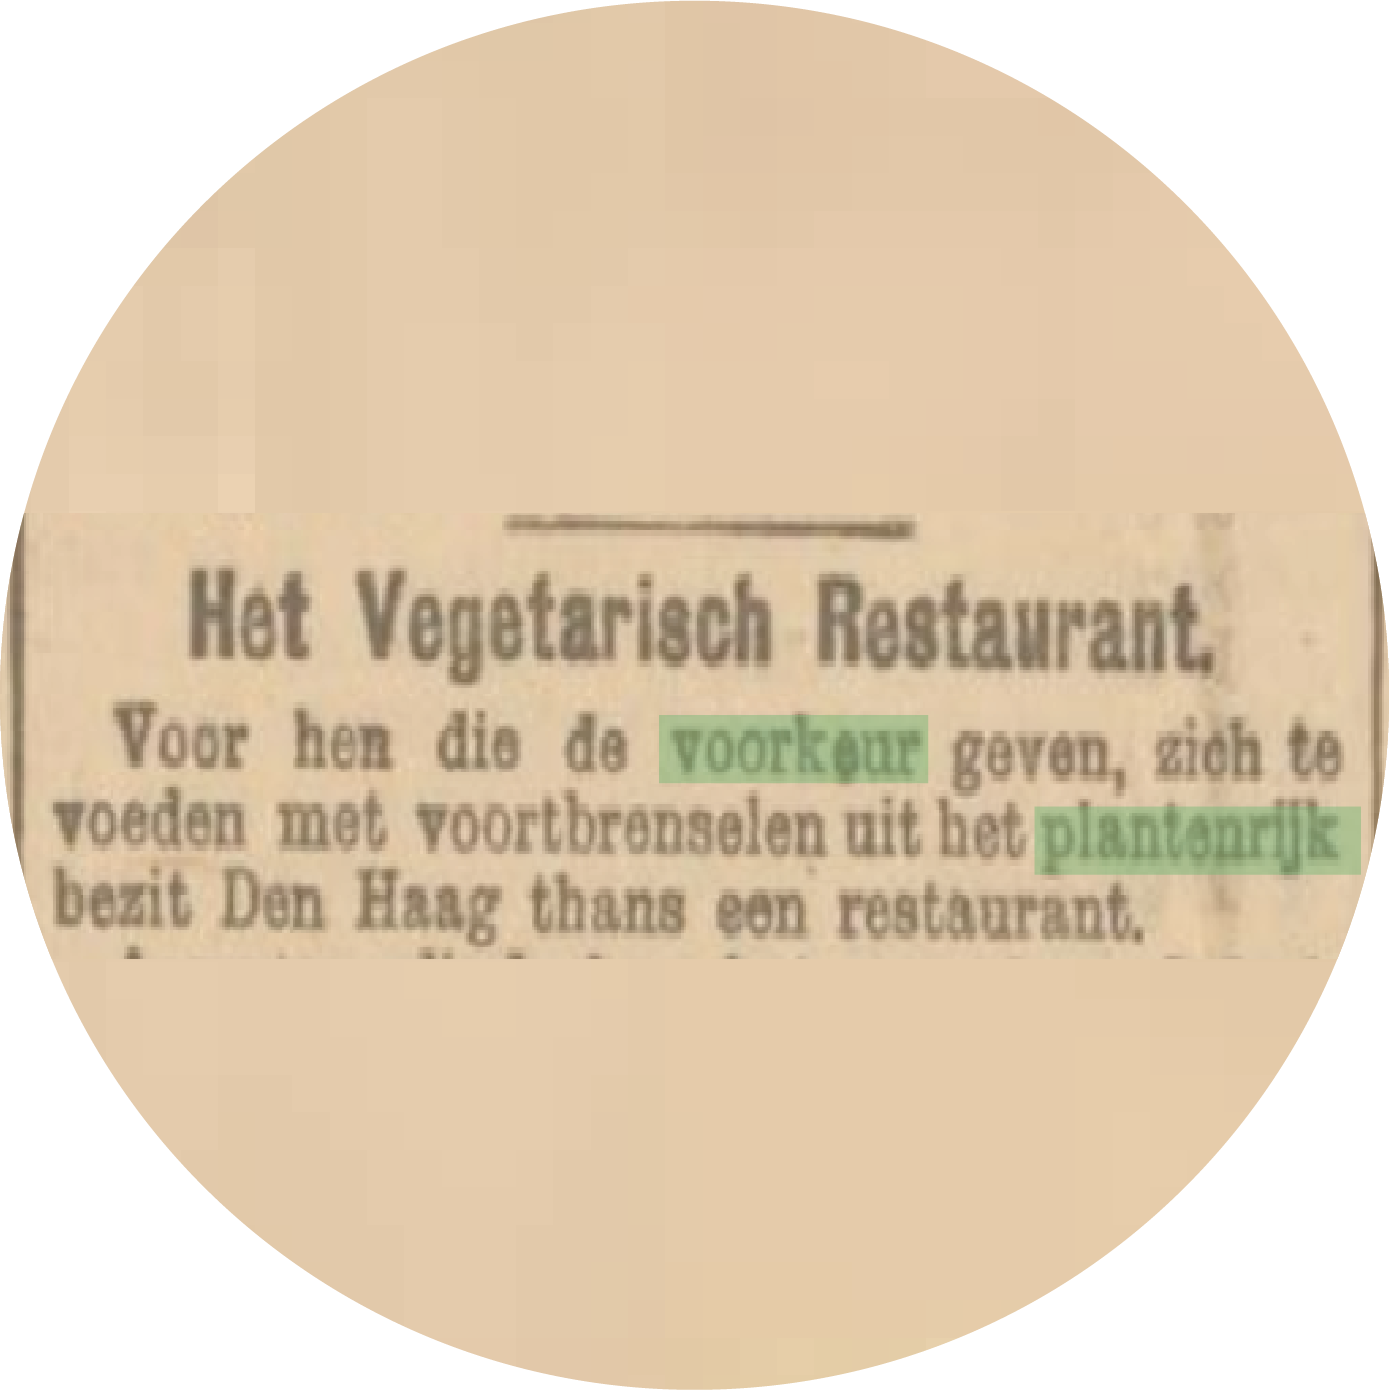 Het Vegetarisch Restaurant.
Voor hen die de voorkeur geven, zich te
voeden met voortbrenselen uit het plantenrijk
bezit Den Haag thans een restaurant.